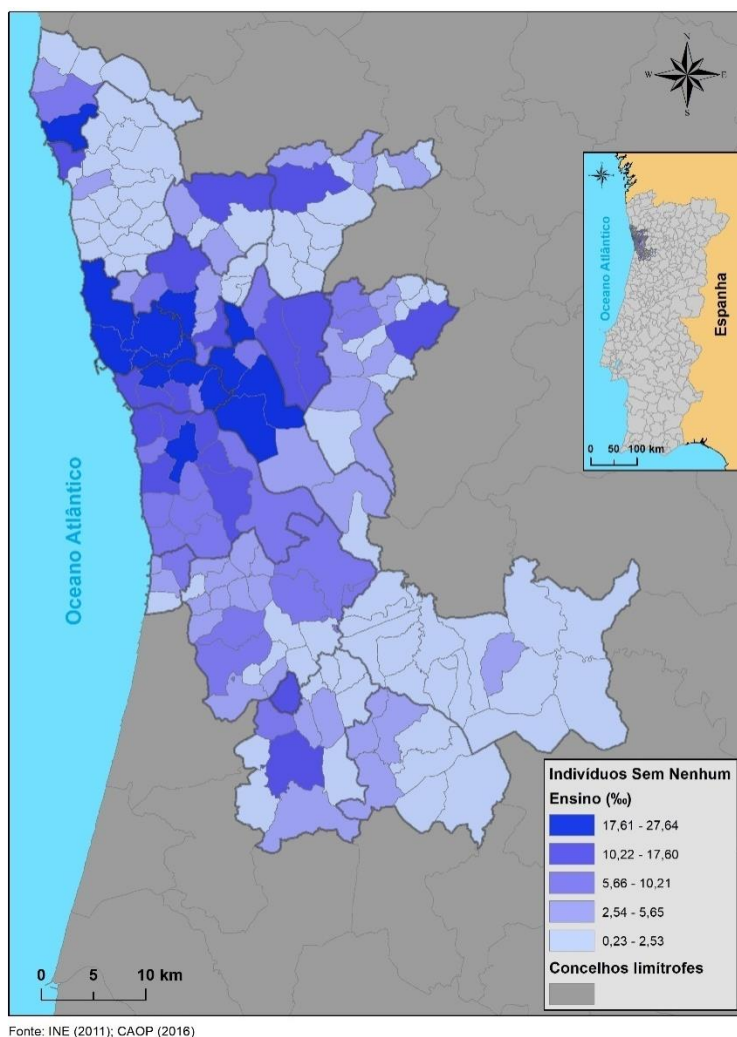 N
W E
S
Oceano Atlântico
Espanha
0 50 100 km
Oceano Atlântico
Indivíduos Sem Nenhum
Ensino (‰)
17,61 - 27,64
10,22 - 17,60
5,66 - 10,21
2,54 - 5,65
0,23 - 2,53
Concelhos limítrofes
0 5 10 km
Fonte: INE (2011); CAOP (2016)